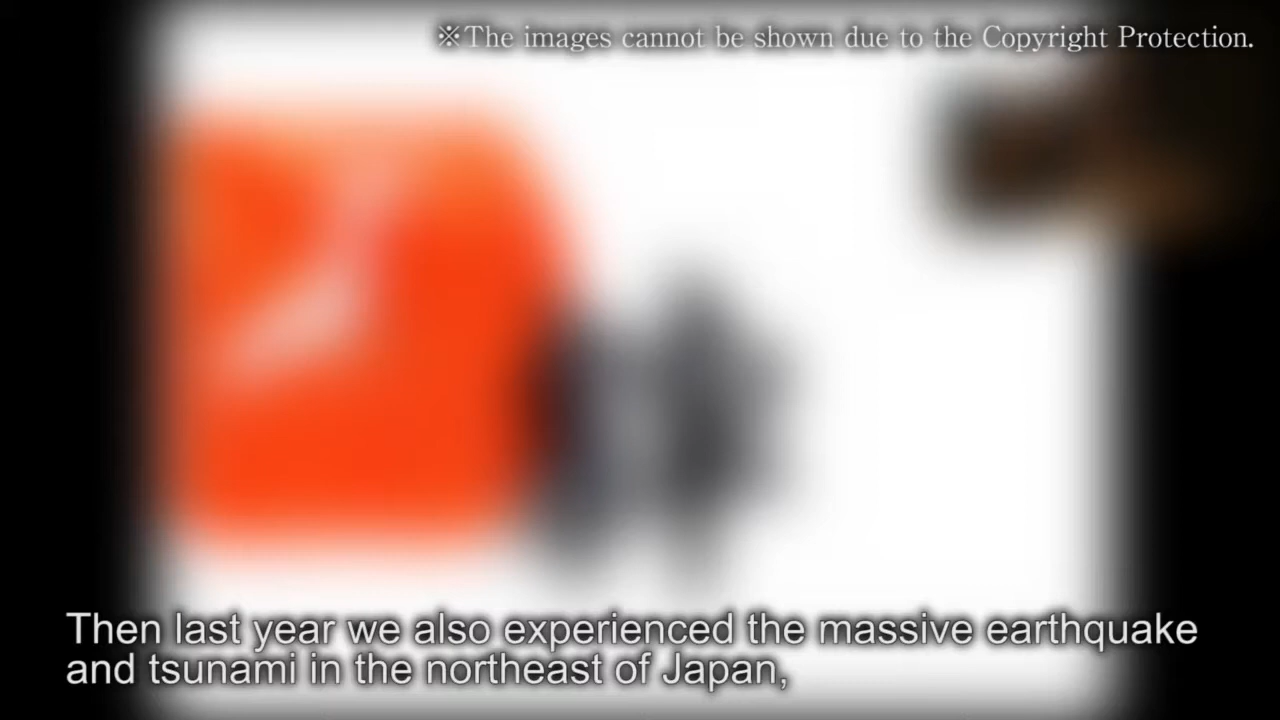 ※The images cannot be shown due to the Copyright Protection.
Then last year we also experienced the massive earthquake
and tsunami in the northeast of Japan,